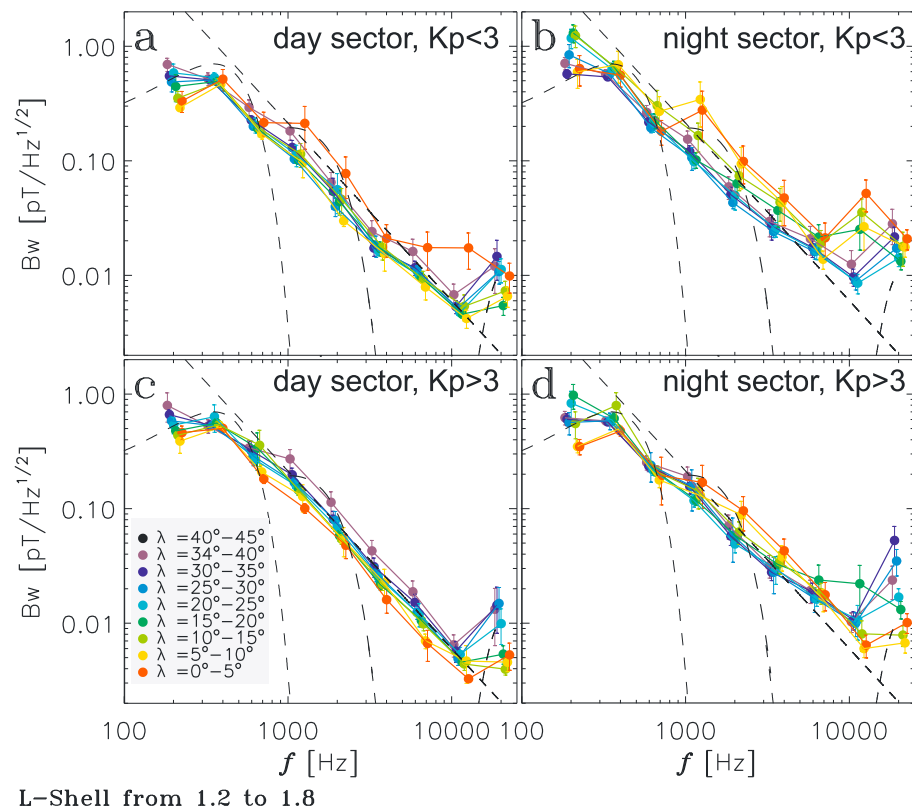 a
day sector, Kp<3
b
night sector, Kp<3
1.00
0.10
0.01
Bw [pT/Hz^{1/2}]
c
day sector, Kp>3
d
night sector, Kp>3
1.00
0.10
0.01
Bw [pT/Hz^{1/2}]
λ =40°−45°
λ =34°−40°
λ =30°−35°
λ =25°−30°
λ =20°−25°
λ =15°−20°
λ =10°−15°
λ =5°−10°
λ =0°−5°
100 1000 10000 100 1000 10000
f [Hz] f [Hz]
L−Shell from 1.2 to 1.8